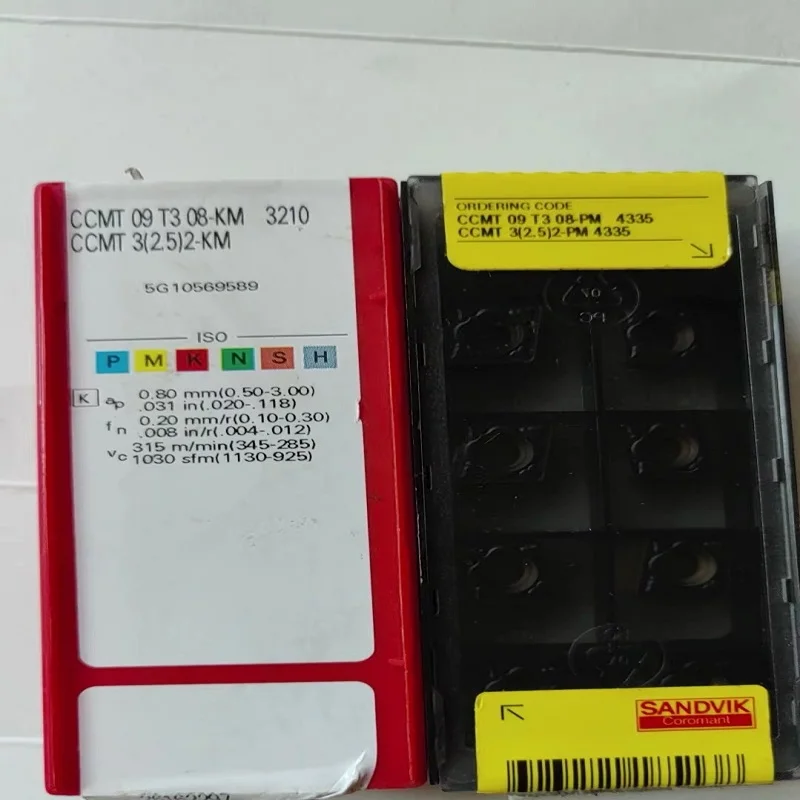 CCMT 09 T3 08-KM 3210
CCMT 3(2.5)2-KM
5G10569589
ISO
P M K N S H
K ap 0.80 mm(0.50-3.00)
.031 in(.020-.118)
fn 0.20 mm/r(0.10-0.30)
.008 in/r(.004-.012)
vc 315 m/min(345-285)
1030 sfm(1130-925)
ORDERING CODE
CCMT 09 T3 08-PM 4335
CCMT 3(2.5)2-PM 4335
07
PC
SANDVIK
Coromant